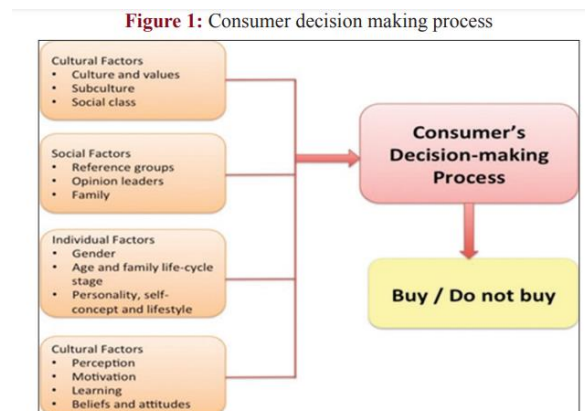 Figure 1: Consumer decision making process
Cultural Factors
• Culture and values
• Subculture
• Social class
Social Factors
• Reference groups
• Opinion leaders
• Family
Individual Factors
• Gender
• Age and family life-cycle
stage
• Personality, self-
concept and lifestyle
Cultural Factors
• Perception
• Motivation
• Learning
• Beliefs and attitudes
Consumer’s
Decision-making
Process
Buy / Do not buy